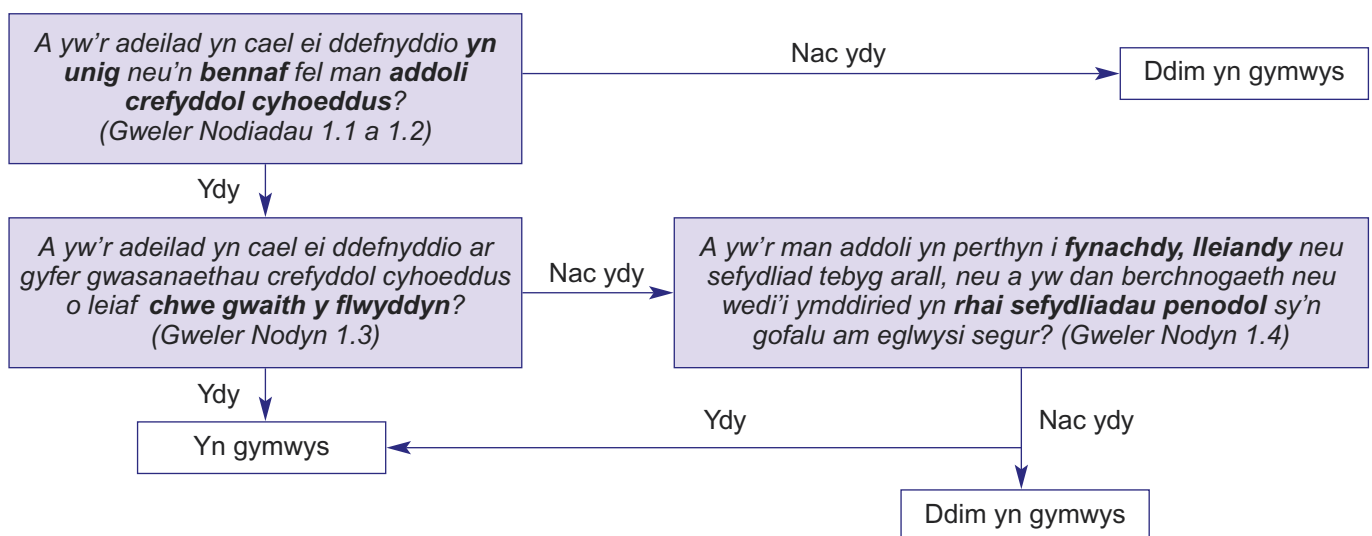 A yw'r adeilad yn cael ei ddefnyddio yn
unig neu'n bennaf fel man addoli
crefyddol cyhoeddus?
(Gweler Nodiadau 1.1 a 1.2)
Nac ydy
Ddim yn gymwys
Ydy
A yw'r adeilad yn cael ei ddefnyddio ar
gyfer gwasanaethau crefyddol cyhoeddus
o leiaf chwe gwaith y flwyddyn?
(Gweler Nodyn 1.3)
Nac ydy
A yw'r man addoli yn perthyn i fynachdy, lleiandy neu
sefydliad tebyg arall, neu a yw dan berchnogaeth neu
wedi'i ymddiried yn rhai sefydliadau penodol sy'n
gofalu am eglwysi segur? (Gweler Nodyn 1.4)
Ydy
Yn gymwys
Ydy
Nac ydy
Ddim yn gymwys